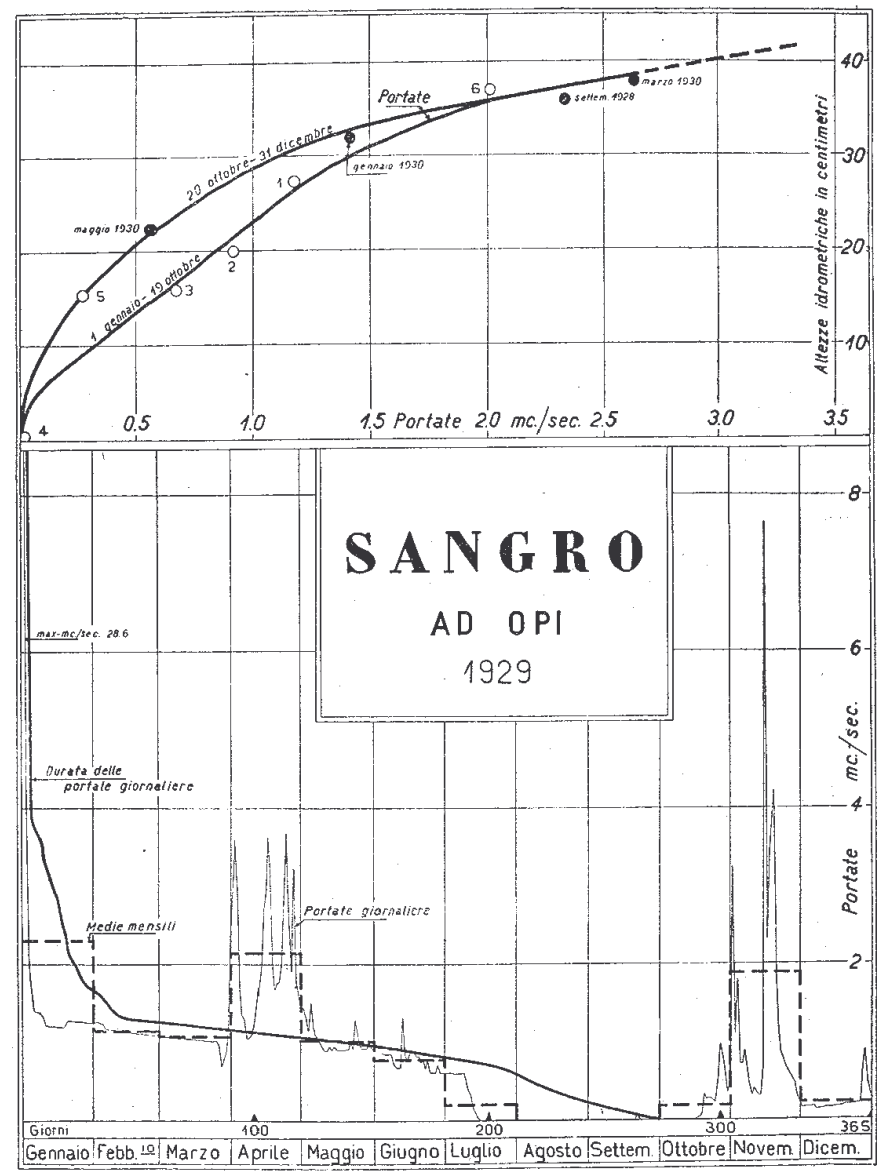 40
6
marzo 1930
Portate
settem. 1928
20 ottobre-31 dicembre
30
gennaio 1930
1
maggio 1930
20
2
1 gennaio-19 ottobre
5
3
10
Altezze idrometriche in centimetri
4
0.5
1.0
1.5 Portate 2.0 mc./sec. 2.5
3.0
3.5
8
SANGRO
AD OPI
1929
max-mc/sec. 28.6
6
Durata delle
portate giornaliere
4
Portate mc./sec.
Portate giornaliere
Medie mensili
2
Giorni
100
200
300
365
Gennaio Febb. Marzo Aprile Maggio Giugno Luglio Agosto Settem. Ottobre Novem. Dicem.